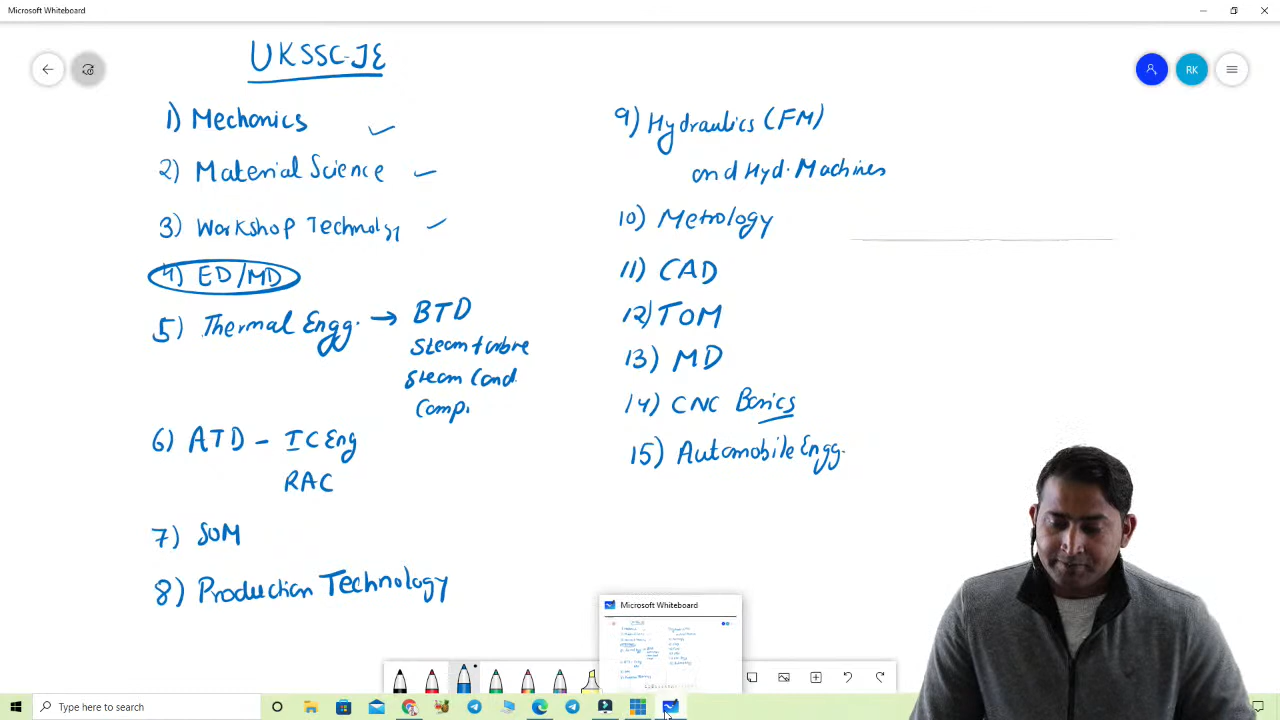 Microsoft Whiteboard
UKSSC-JE
RK
1) Mechanics
2) Material Science
3) Workshop Technology
4) ED/MD
5) Thermal Engg. → BTD
Steam turbine
Steam Cond.
Comp.
6) ATD - IC Eng
RAC
7) SOM
8) Production Technology
9) Hydraulics (FM)
and Hyd. Machines
10) Metrology
11) CAD
12) TOM
13) MD
14) CNC Basics
15) Automobile Engg.
Microsoft Whiteboard
Type here to search